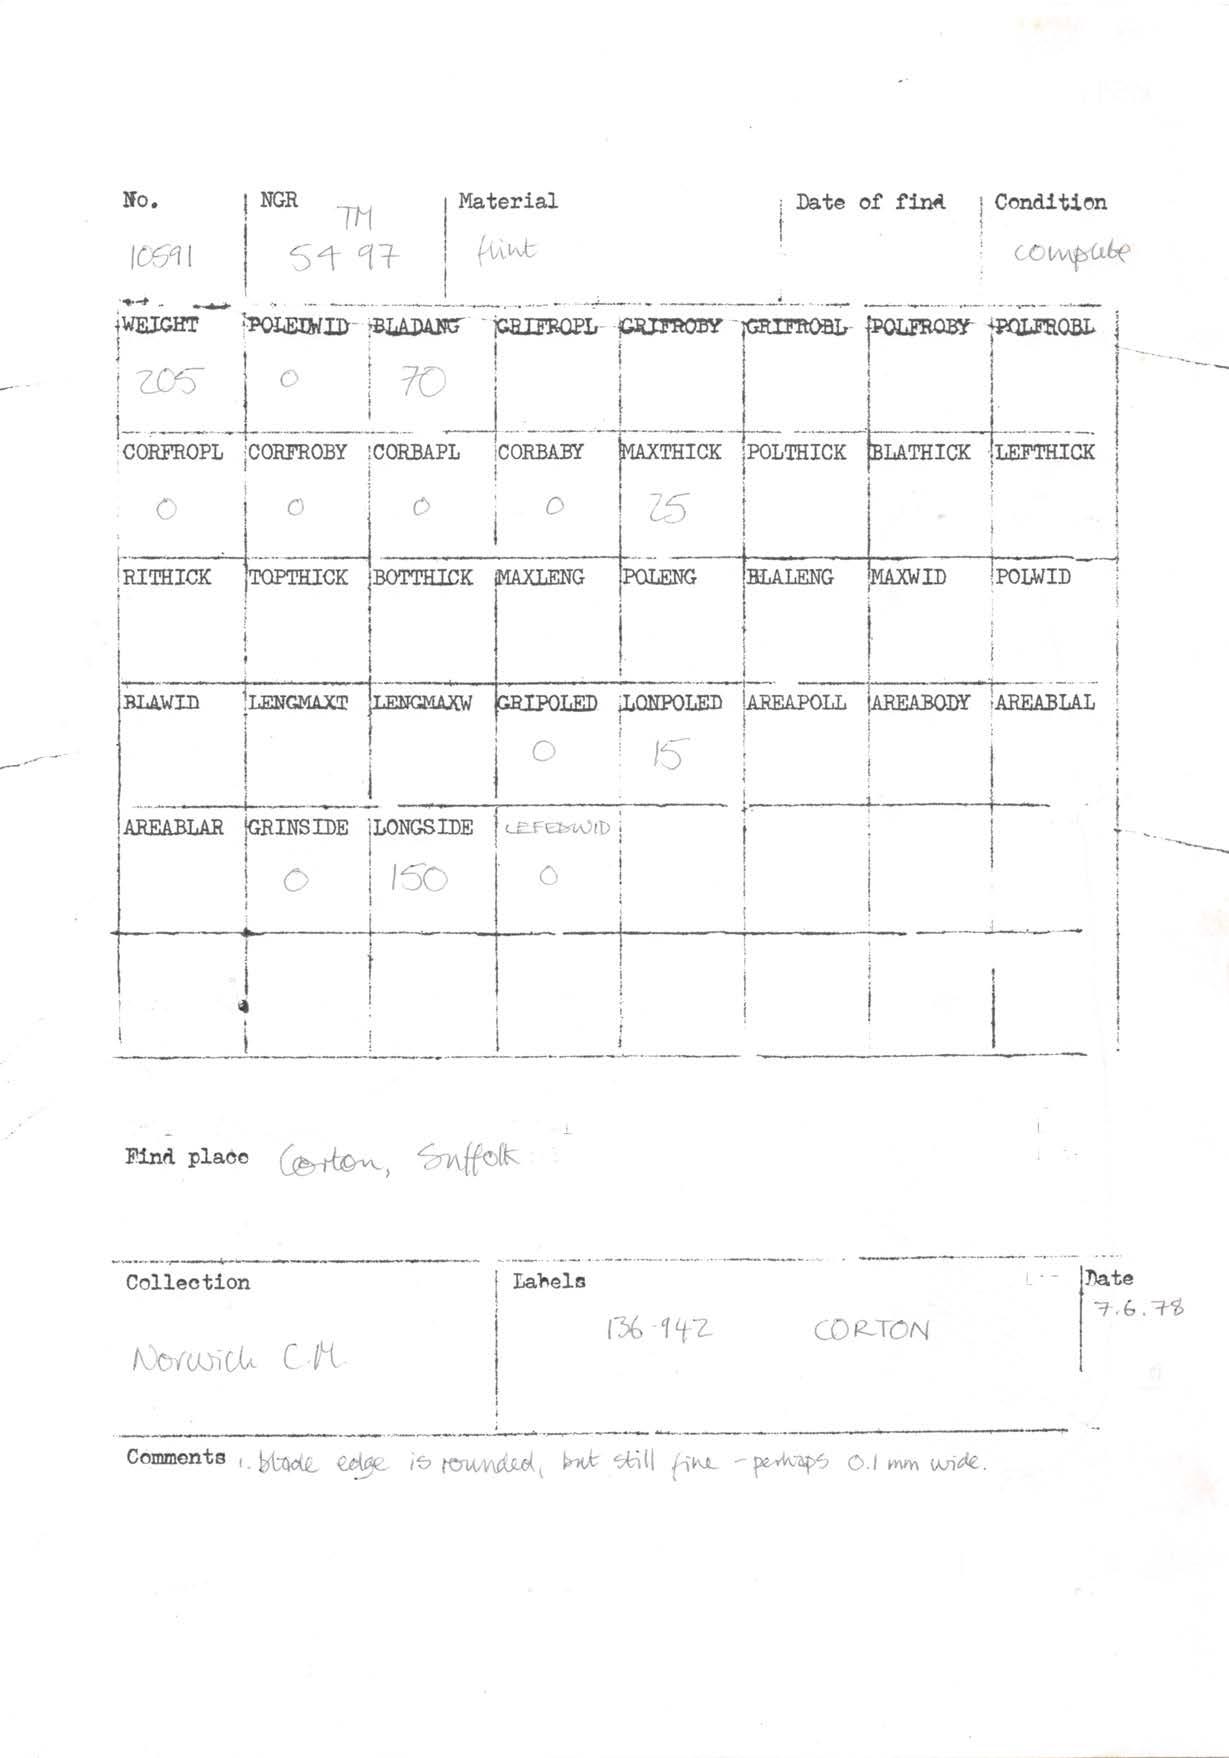 No. NGR Material Date of find Condition
TM
10591 54 97 flint complete
WEIGHT POLEDWID BLADANG GRIFROPL GRIFROBY GRIFROBL POLFROBY POLFROBL
205 0 70
CORFROPL CORFROBY CORBAPL CORBABY MAXTHICK POLTHICK BLATHICK LEFTHICK
0 0 0 0 25
RITHICK TOPTHICK BOTTHICK MAXLENG POLENG BLALENG MAXWID POLWID
BLAWID LENGMAXT LENGMAXW GRIPOLED LONPOLED AREAPOLL AREABODY AREABLAL
0 15
AREABLAR GRINSIDE LONGSIDE LEFEDWID
0 150 0
Find place Corton, Suffolk
Collection Labels Date
7.6.78
136-942 CORTON
Norwich C.M.
Comments 1. blade edge is rounded, but still fine - perhaps 0.1 mm wide.